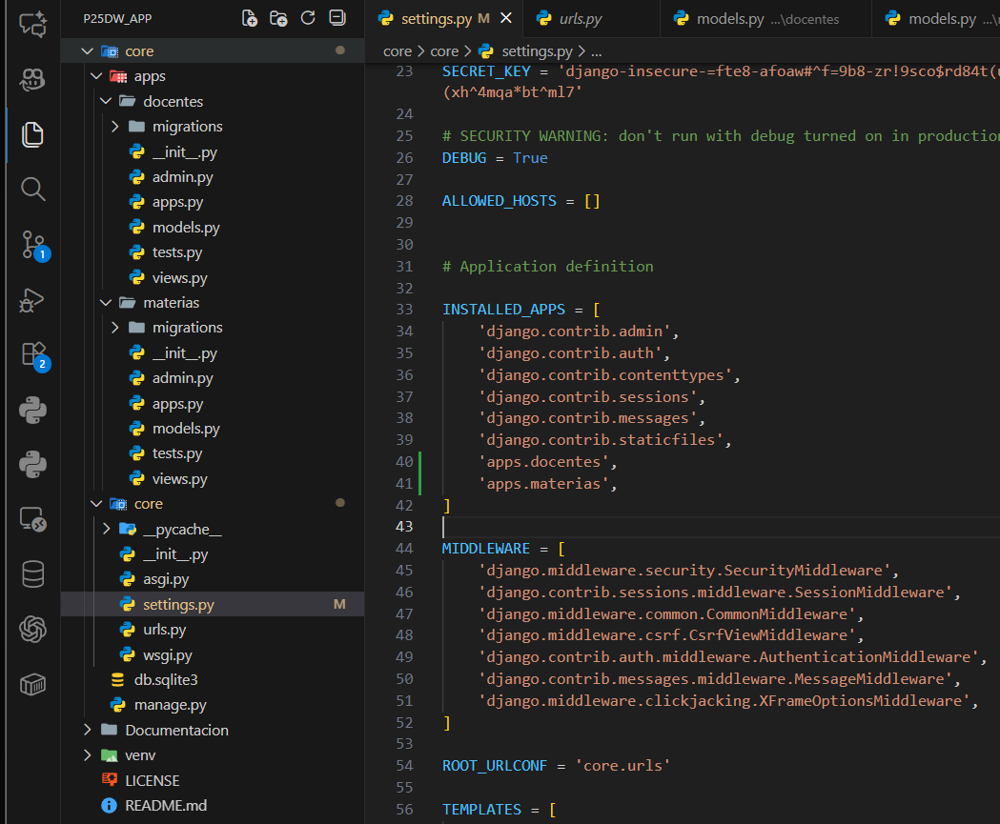 P25DW_APP
core
apps
docentes
migrations
__init__.py
admin.py
apps.py
models.py
tests.py
views.py
materias
migrations
__init__.py
admin.py
apps.py
models.py
tests.py
views.py
core
__pycache__
__init__.py
asgi.py
settings.py M
urls.py
wsgi.py
db.sqlite3
manage.py
Documentacion
venv
LICENSE
README.md
1
2
settings.py M
urls.py
models.py ...\docentes
models.py ...\
core > core > settings.py > ...
23 SECRET_KEY = 'django-insecure-=fte8-afoaw#^f=9b8-zr!9sco$rd84t(
(xh^4mqa*bt^ml7'
24
25 # SECURITY WARNING: don't run with debug turned on in production
26 DEBUG = True
27
28 ALLOWED_HOSTS = []
29
30
31 # Application definition
32
33 INSTALLED_APPS = [
34 'django.contrib.admin',
35 'django.contrib.auth',
36 'django.contrib.contenttypes',
37 'django.contrib.sessions',
38 'django.contrib.messages',
39 'django.contrib.staticfiles',
40 'apps.docentes',
41 'apps.materias',
42 ]
43
44 MIDDLEWARE = [
45 'django.middleware.security.SecurityMiddleware',
46 'django.contrib.sessions.middleware.SessionMiddleware',
47 'django.middleware.common.CommonMiddleware',
48 'django.middleware.csrf.CsrfViewMiddleware',
49 'django.contrib.auth.middleware.AuthenticationMiddleware',
50 'django.contrib.messages.middleware.MessageMiddleware',
51 'django.middleware.clickjacking.XFrameOptionsMiddleware',
52 ]
53
54 ROOT_URLCONF = 'core.urls'
55
56 TEMPLATES = [